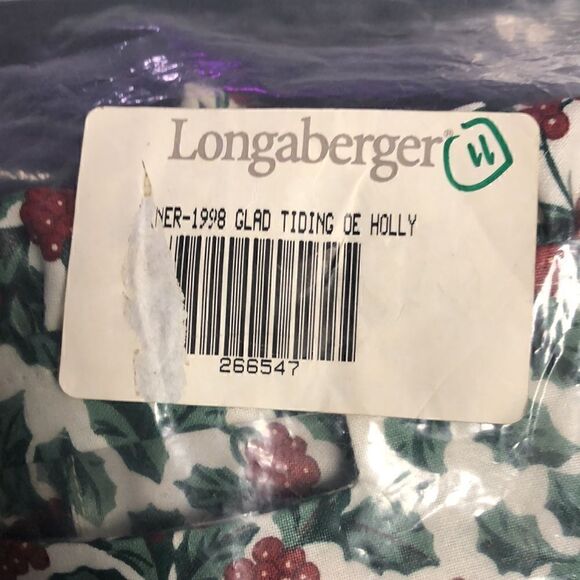 Longaberger®
11
NER-1998 GLAD TIDING OE HOLLY
266547